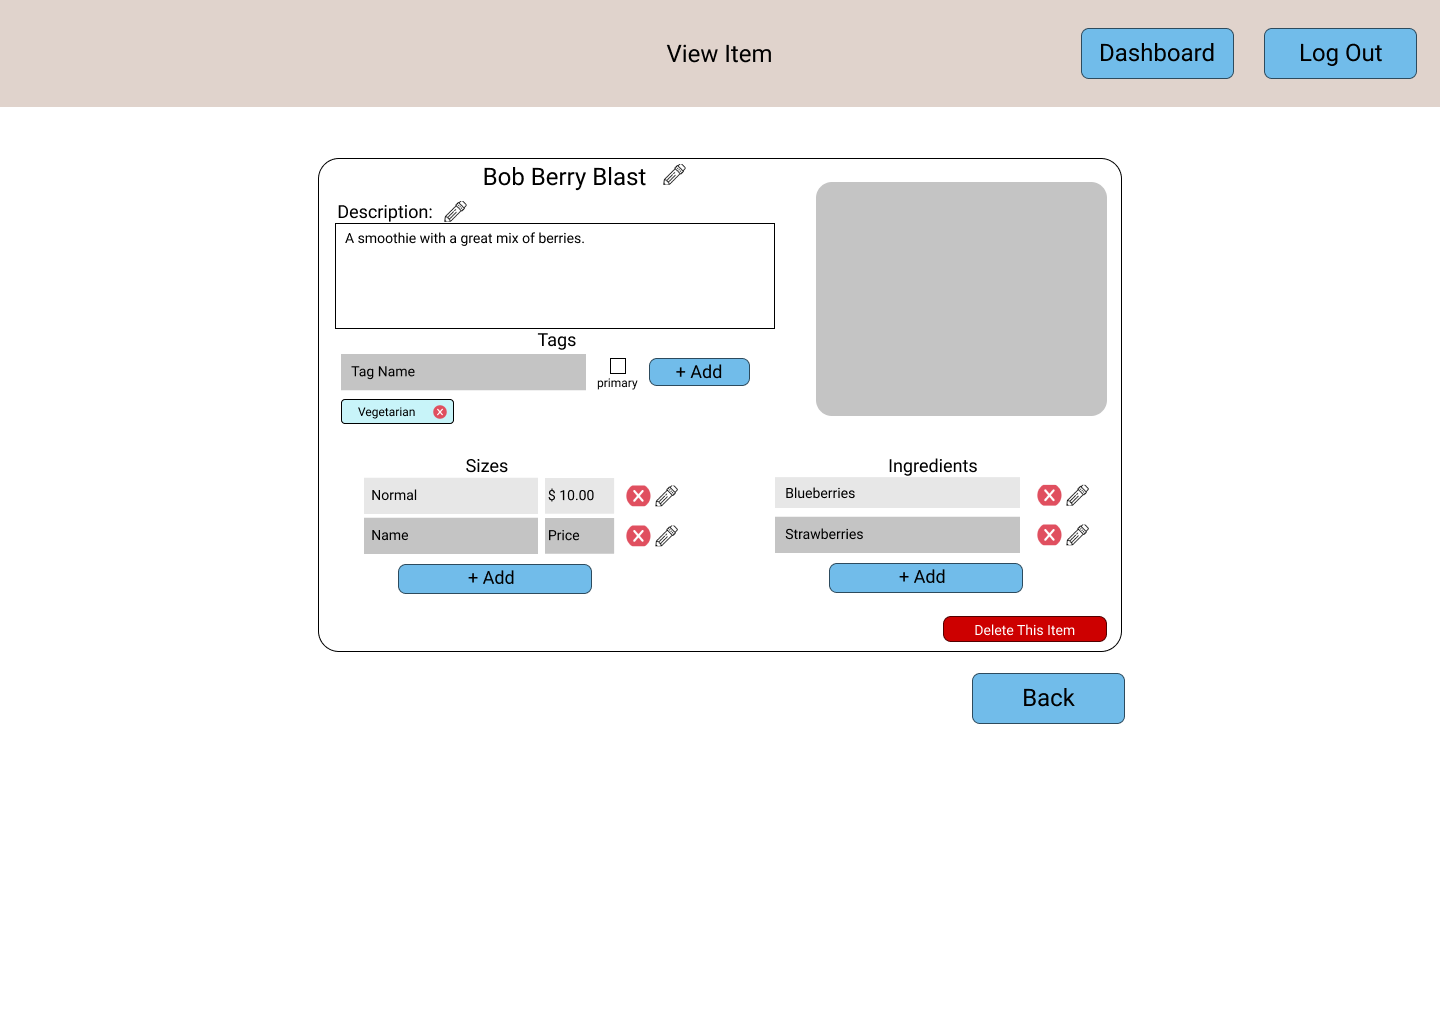 View Item
Dashboard
Log Out
Bob Berry Blast
Description:
A smoothie with a great mix of berries.
Tags
Tag Name
primary
+ Add
Vegetarian
Sizes
Normal
$ 10.00
Name
Price
+ Add
Ingredients
Blueberries
Strawberries
+ Add
Delete This Item
Back